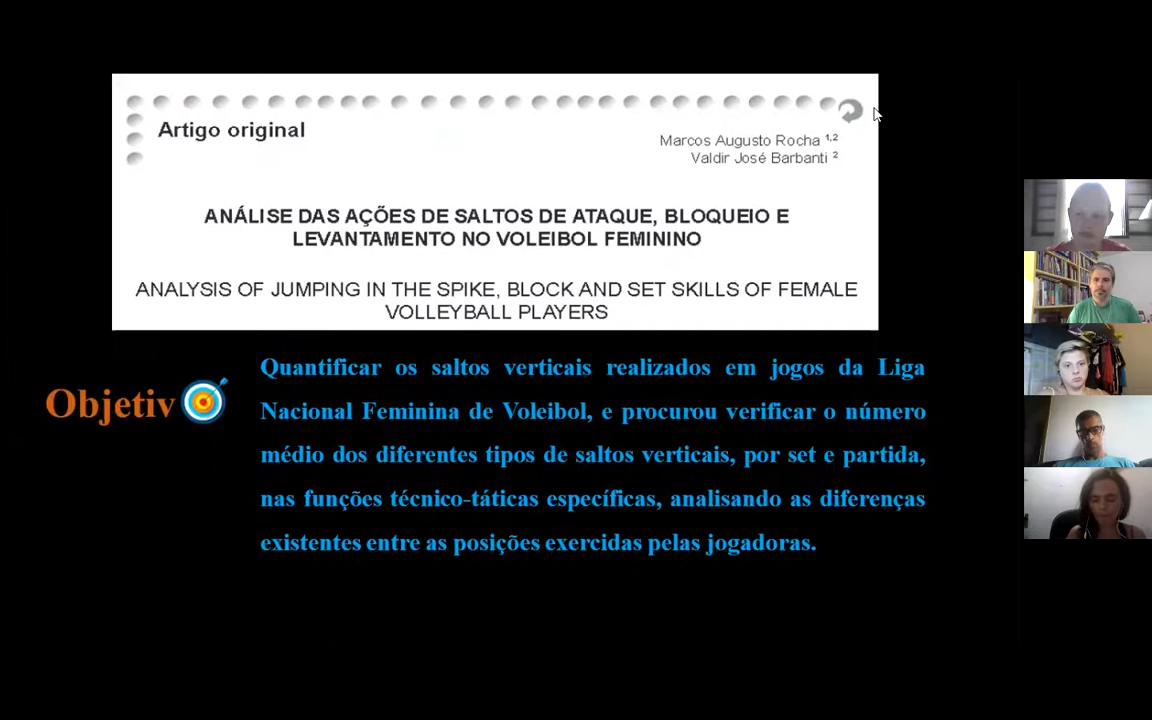 Artigo original
Marcos Augusto Rocha 1,2
Valdir José Barbanti 2
ANÁLISE DAS AÇÕES DE SALTOS DE ATAQUE, BLOQUEIO E
LEVANTAMENTO NO VOLEIBOL FEMININO
ANALYSIS OF JUMPING IN THE SPIKE, BLOCK AND SET SKILLS OF FEMALE
VOLLEYBALL PLAYERS
Objetiv
Quantificar os saltos verticais realizados em jogos da Liga
Nacional Feminina de Voleibol, e procurou verificar o número
médio dos diferentes tipos de saltos verticais, por set e partida,
nas funções técnico-táticas específicas, analisando as diferenças
existentes entre as posições exercidas pelas jogadoras.